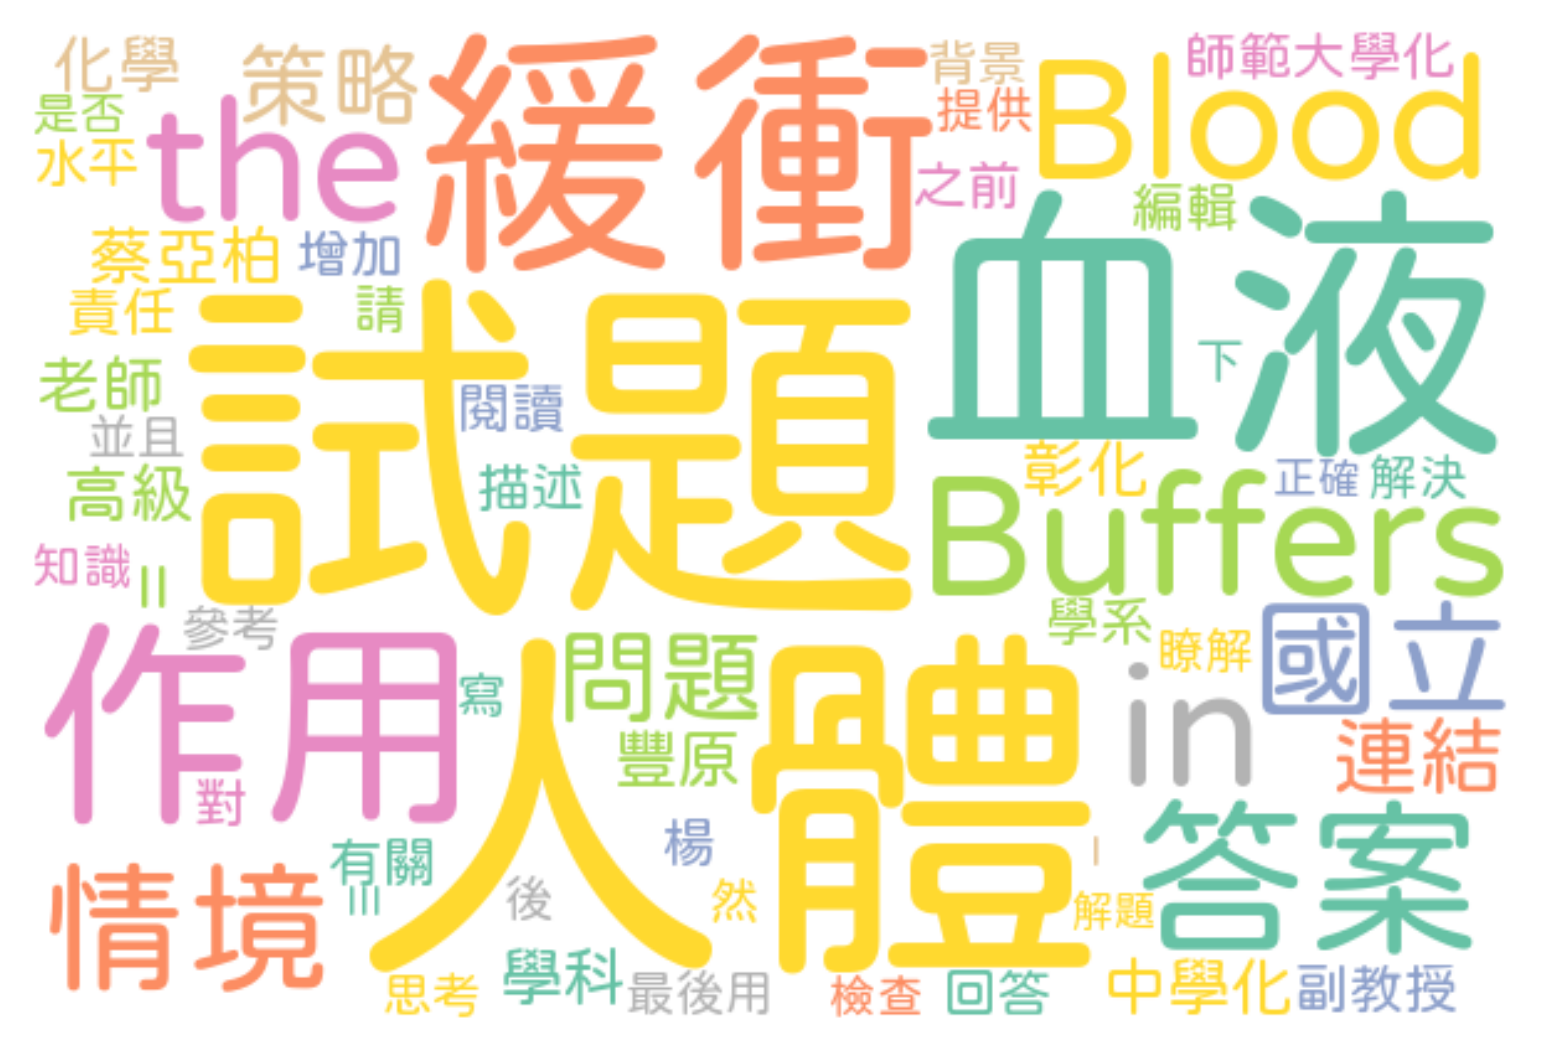 化學
策略
緩衝
背景
Blood
師範大學化
是否
the
提供
水平
之前
編輯
血液
蔡亞柏
增加
責任
請
試題
下
老師
閱讀
並且
高級
描述
彰化
正確
解決
Buffers
知識
II
參考
學系
瞭解
國立
作用
寫
人體
問題
in
豐原
連結
對
答案
情境
有關
楊
I
III
後
然
解題
思考
學科
最後用
檢查
回答
中學化
副教授